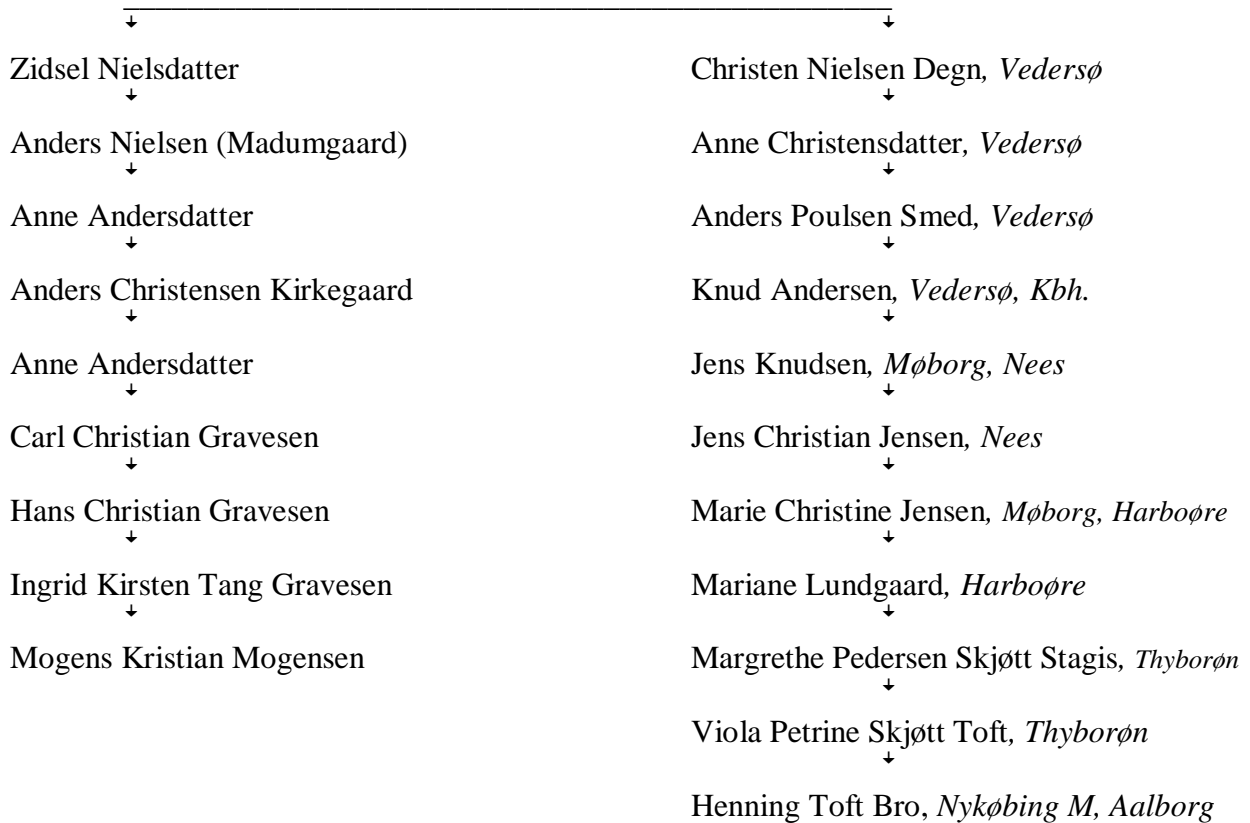 Zidsel Nielsdatter
Anders Nielsen (Madumgaard)
Anne Andersdatter
Anders Christensen Kirkegaard
Anne Andersdatter
Carl Christian Gravesen
Hans Christian Gravesen
Ingrid Kirsten Tang Gravesen
Mogens Kristian Mogensen
Christen Nielsen Degn, Vedersø
Anne Christensdatter, Vedersø
Anders Poulsen Smed, Vedersø
Knud Andersen, Vedersø, Kbh.
Jens Knudsen, Møborg, Nees
Jens Christian Jensen, Nees
Marie Christine Jensen, Møborg, Harboøre
Mariane Lundgaard, Harboøre
Margrethe Pedersen Skjøtt Stagis, Thyborøn
Viola Petrine Skjøtt Toft, Thyborøn
Henning Toft Bro, Nykøbing M, Aalborg